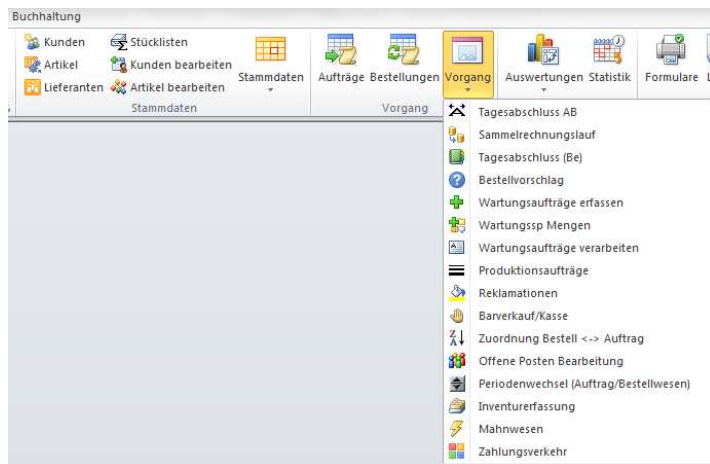 Buchhaltung
Kunden
Stücklisten
Artikel
Kunden bearbeiten
Lieferanten
Artikel bearbeiten
Stammdaten
Aufträge
Bestellungen
Vorgang
Auswertungen
Statistik
Formulare
Stammdaten
Vorgang
Tagesabschluss AB
Sammelrechnungslauf
Tagesabschluss (Be)
Bestellvorschlag
Wartungsaufträge erfassen
Wartungssp Mengen
Wartungsaufträge verarbeiten
Produktionsaufträge
Reklamationen
Barverkauf/Kasse
Zuordnung Bestell <-> Auftrag
Offene Posten Bearbeitung
Periodenwechsel (Auftrag/Bestellwesen)
Inventurerfassung
Mahnwesen
Zahlungsverkehr